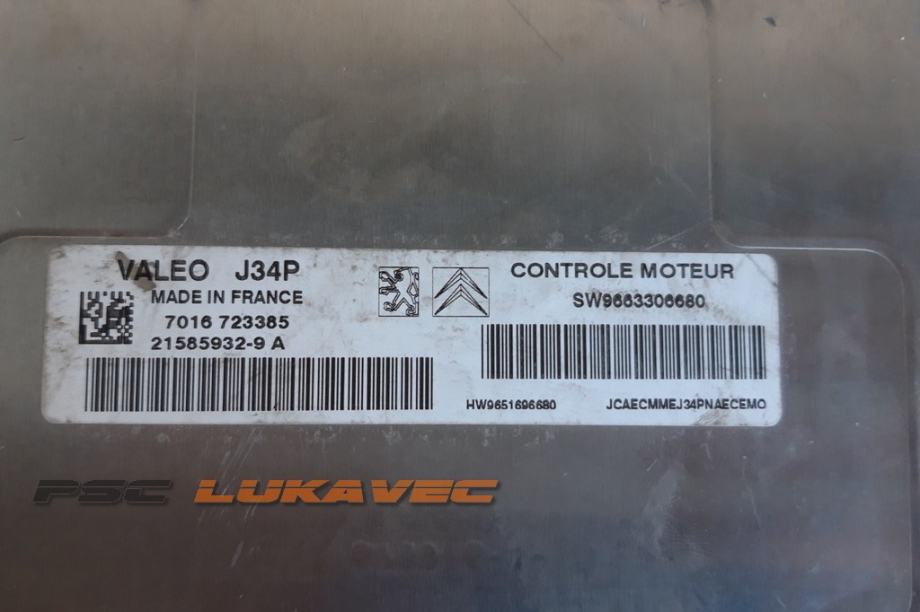 VALEO J34P
MADE IN FRANCE
7016 723385
21585932-9 A
CONTROLE MOTEUR
SW9663306680
HW9651696680 JCAECMMEJ34PNAECEMO
PSC LUKAVEC